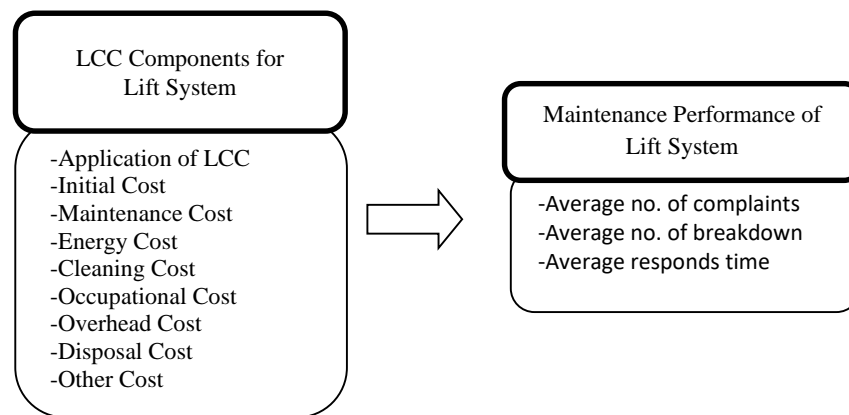 LCC Components for
Lift System
-Application of LCC
-Initial Cost
-Maintenance Cost
-Energy Cost
-Cleaning Cost
-Occupational Cost
-Overhead Cost
-Disposal Cost
-Other Cost
Maintenance Performance of
Lift System
-Average no. of complaints
-Average no. of breakdown
-Average responds time